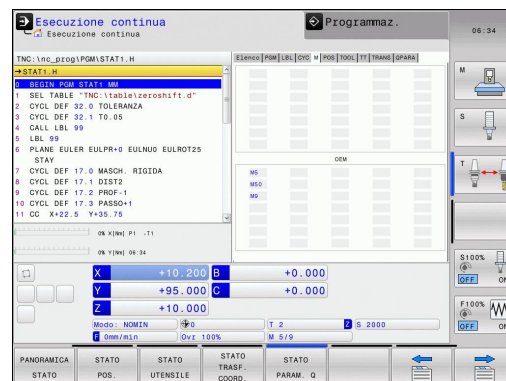 Esecuzione continua
Esecuzione continua
Programmaz.
06:34
TNC:\nc_prog\PGM\STAT1.H
→STAT1.H
0 BEGIN PGM STAT1 MM
1 SEL TABLE "TNC:\table\zeroshift.d"
2 CYCL DEF 32.0 TOLERANZA
3 CYCL DEF 32.1 T0.05
4 CALL LBL 99
5 LBL 99
6 PLANE EULER EULPR+0 EULNU0 EULROT25
STAY
7 CYCL DEF 17.0 MASCH. RIGIDA
8 CYCL DEF 17.1 DIST2
9 CYCL DEF 17.2 PROF-1
10 CYCL DEF 17.3 PASSO+1
11 CC X+22.5 Y+35.75
0% X[Nm] P1 -T1
0% Y[Nm] 06:34
Elenco PGM LBL CYC M POS TOOL TT TRANS QPARA
OEM
M5
M50
M9
X +10.200 B +0.000
Y +95.000 C +0.000
Z +10.000
Modo: NOMIN 0 T 2 Z S 2000
F 0mm/min Ovr 100% M 5/9
M
S
T
S100%
OFF ON
F100%
OFF ON
PANORAMICA STATO
STATO POS.
STATO UTENSILE
STATO TRASF. COORD.
STATO PARAM. Q